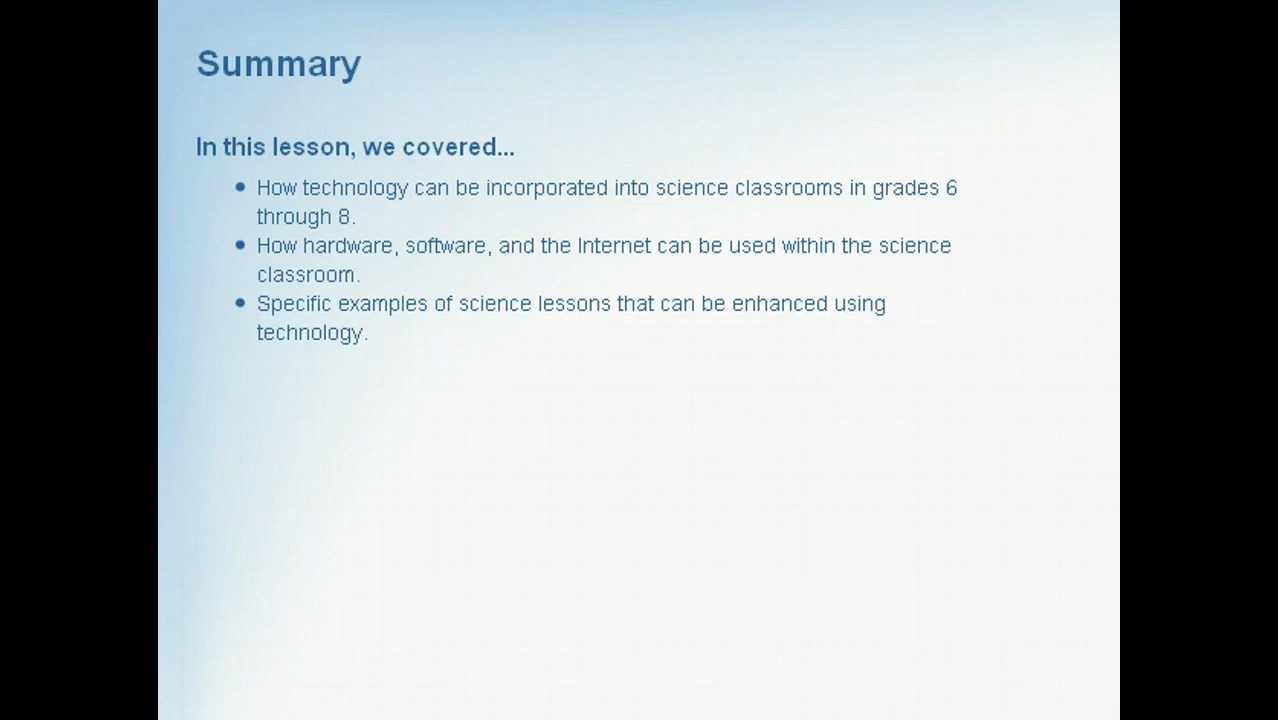 Summary
In this lesson, we covered...
• How technology can be incorporated into science classrooms in grades 6
through 8.
• How hardware, software, and the Internet can be used within the science
classroom.
• Specific examples of science lessons that can be enhanced using
technology.